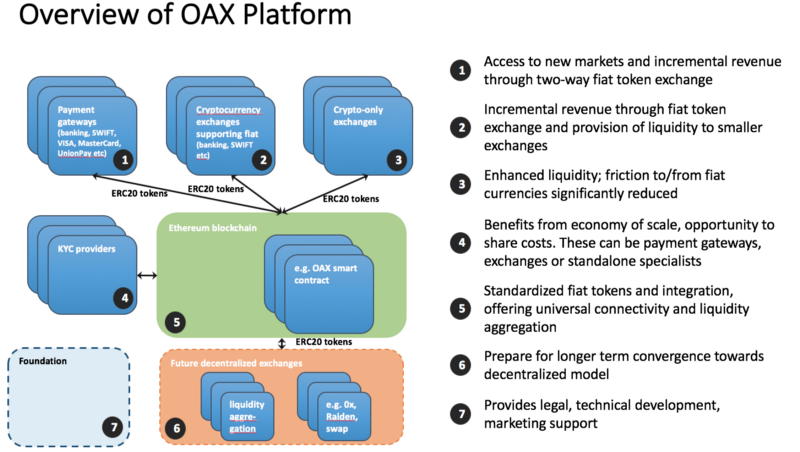 Overview of OAX Platform
Payment
gateways
(banking, SWIFT,
VISA, MasterCard,
UnionPay etc)
1
Cryptocurrency
exchanges
supporting fiat
(banking, SWIFT
etc)
2
Crypto-only
exchanges
3
ERC20 tokens
ERC20 tokens
ERC20 tokens
KYC providers
4
Ethereum blockchain
e.g. OAX smart
contract
5
ERC20 tokens
Foundation
7
Future decentralized exchanges
liquidity
aggre-
gation
e.g. 0x,
Raiden,
swap
6
1
Access to new markets and incremental revenue
through two-way fiat token exchange
2
Incremental revenue through fiat token
exchange and provision of liquidity to smaller
exchanges
3
Enhanced liquidity; friction to/from fiat
currencies significantly reduced
4
Benefits from economy of scale, opportunity to
share costs. These can be payment gateways,
exchanges or standalone specialists
5
Standardized fiat tokens and integration,
offering universal connectivity and liquidity
aggregation
6
Prepare for longer term convergence towards
decentralized model
7
Provides legal, technical development,
marketing support